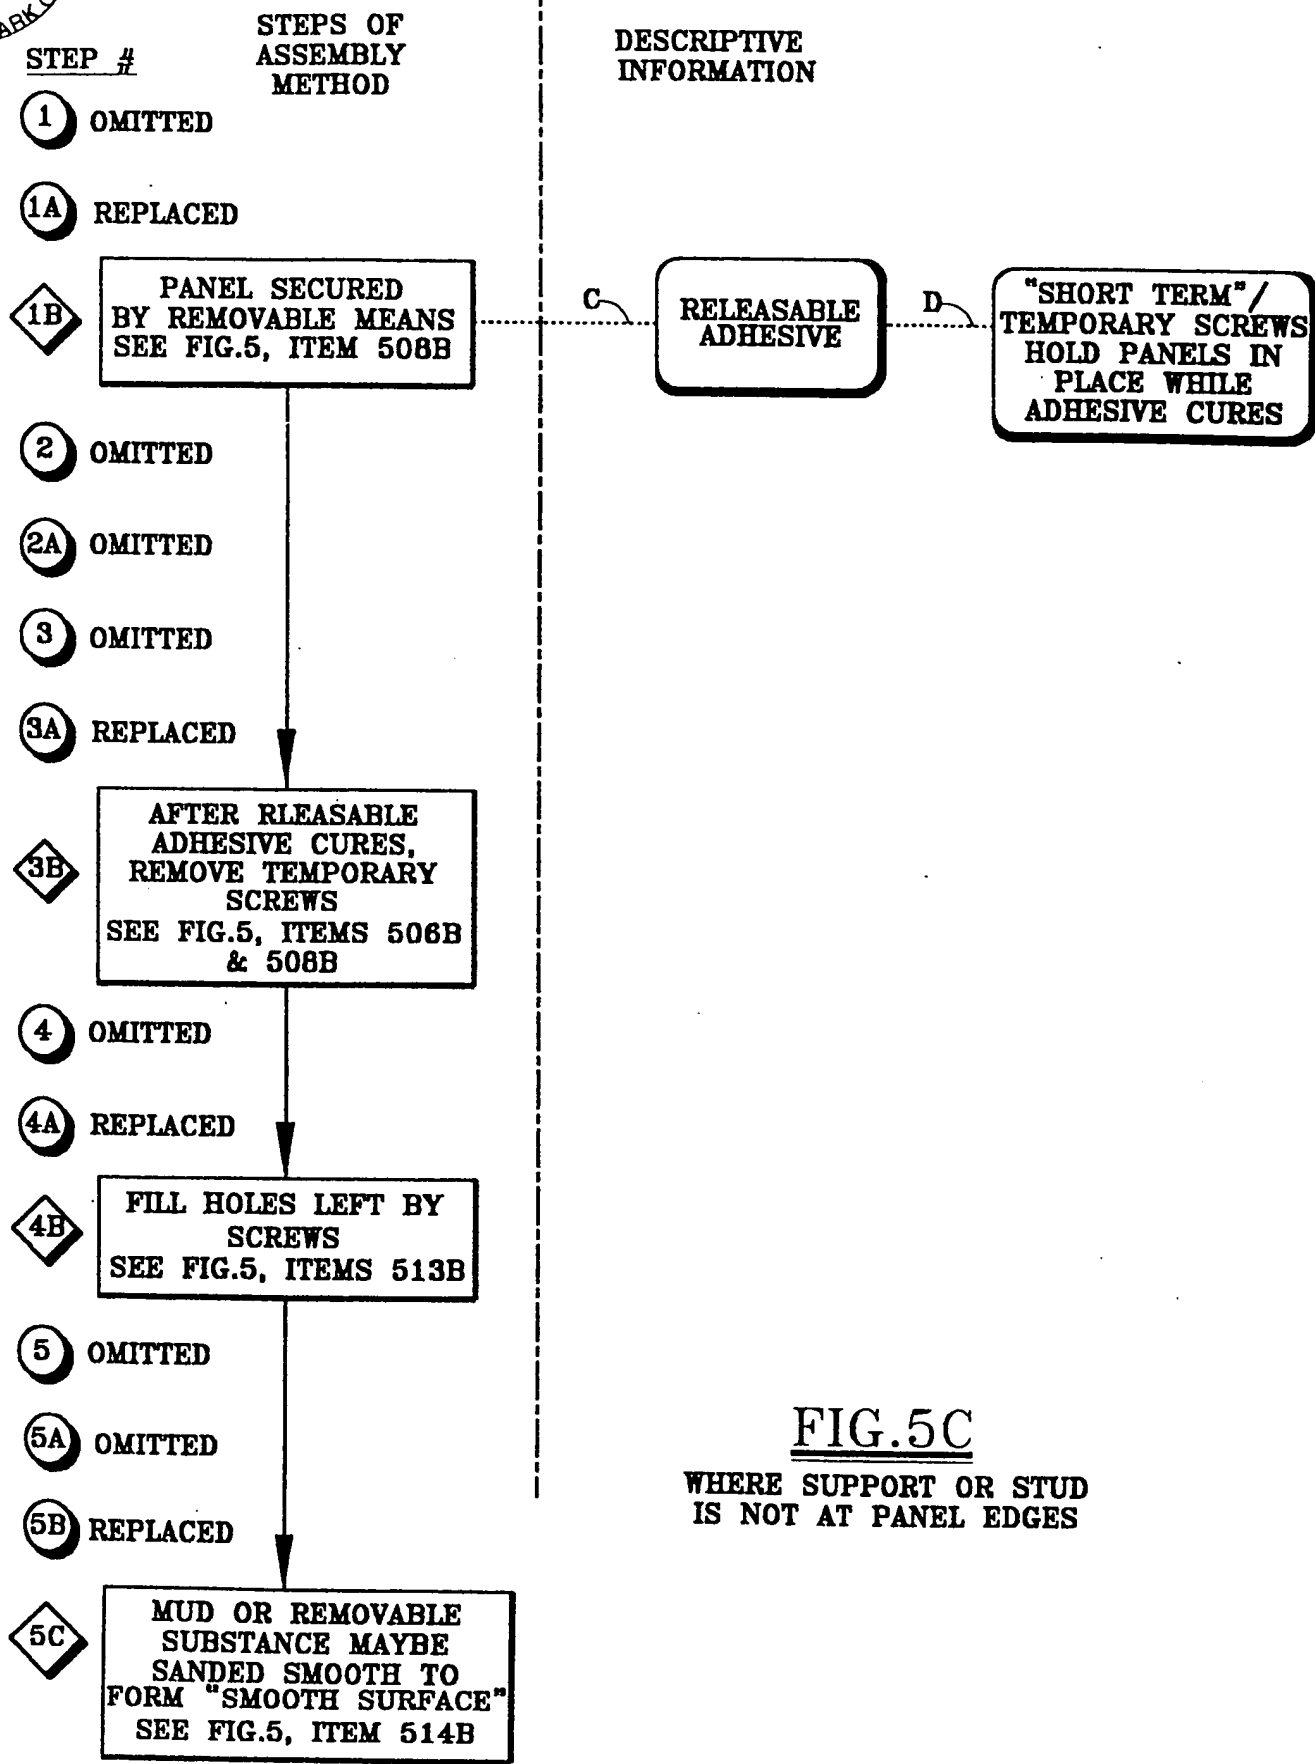 STEP #
STEPS OF
ASSEMBLY
METHOD
DESCRIPTIVE
INFORMATION
1 OMITTED
1A REPLACED
1B
PANEL SECURED
BY REMOVABLE MEANS
SEE FIG.5, ITEM 508B
C
RELEASABLE
ADHESIVE
D
"SHORT TERM"/
TEMPORARY SCREWS
HOLD PANELS IN
PLACE WHILE
ADHESIVE CURES
2 OMITTED
2A OMITTED
3 OMITTED
3A REPLACED
3B
AFTER RLEASABLE
ADHESIVE CURES,
REMOVE TEMPORARY
SCREWS
SEE FIG.5, ITEMS 506B
& 508B
4 OMITTED
4A REPLACED
4B
FILL HOLES LEFT BY
SCREWS
SEE FIG.5, ITEMS 513B
5 OMITTED
5A OMITTED
5B REPLACED
5C
MUD OR REMOVABLE
SUBSTANCE MAYBE
SANDED SMOOTH TO
FORM "SMOOTH SURFACE"
SEE FIG.5, ITEM 514B
FIG.5C
WHERE SUPPORT OR STUD
IS NOT AT PANEL EDGES